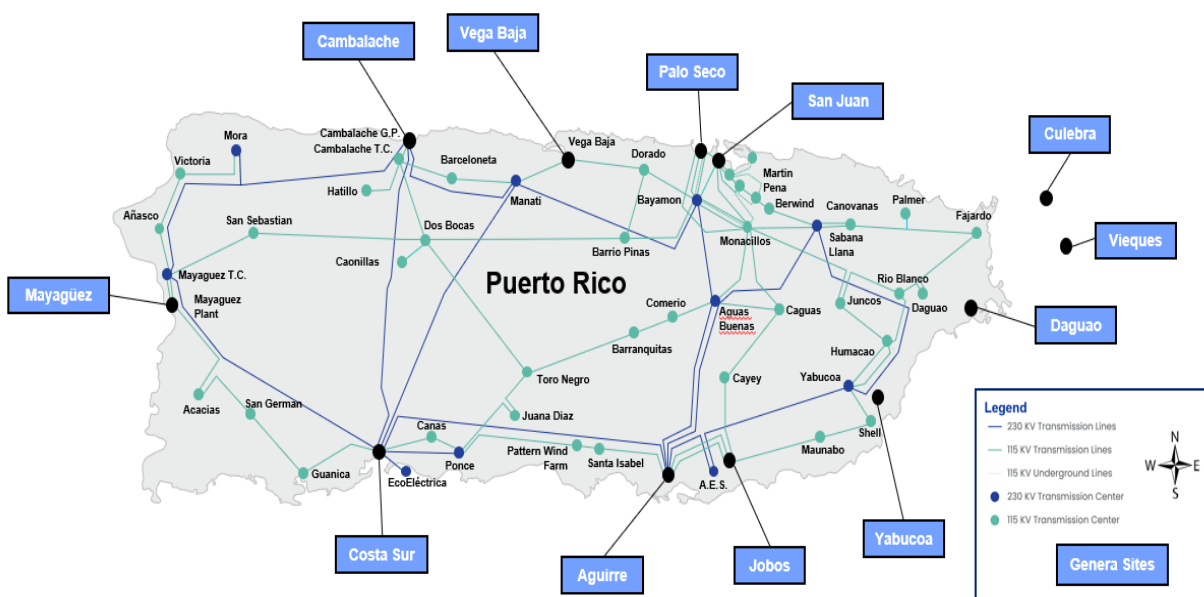 Cambalache
Vega Baja
Palo Seco
San Juan
Culebra
Vieques
Daguao
Mayagüez
Costa Sur
Aguirre
Jobos
Yabucoa
Mora
Cambalache G.P.
Cambalache T.C.
Vega Baja
Victoria
Barceloneta
Dorado
Martin
Pena
Hatillo
Manati
Bayamon
Berwind
Canovanas
Palmer
Fajardo
Añasco
San Sebastian
Dos Bocas
Barrio Pinas
Monacillos
Sabana
Llana
Caonillas
Mayaguez T.C.
Puerto Rico
Rio Blanco
Mayaguez
Plant
Comerio
Aguas
Buenas
Caguas
Juncos
Daguao
Barranquitas
Humacao
Toro Negro
Cayey
Yabucoa
Acacias
San German
Juana Diaz
Canas
Shell
Guanica
EcoEléctrica
Ponce
Pattern Wind
Farm
Santa Isabel
A.E.S.
Maunabo
Legend
230 KV Transmission Lines
115 KV Transmission Lines
115 KV Underground Lines
230 KV Transmission Center
115 KV Transmission Center
N
W
E
S
Genera Sites